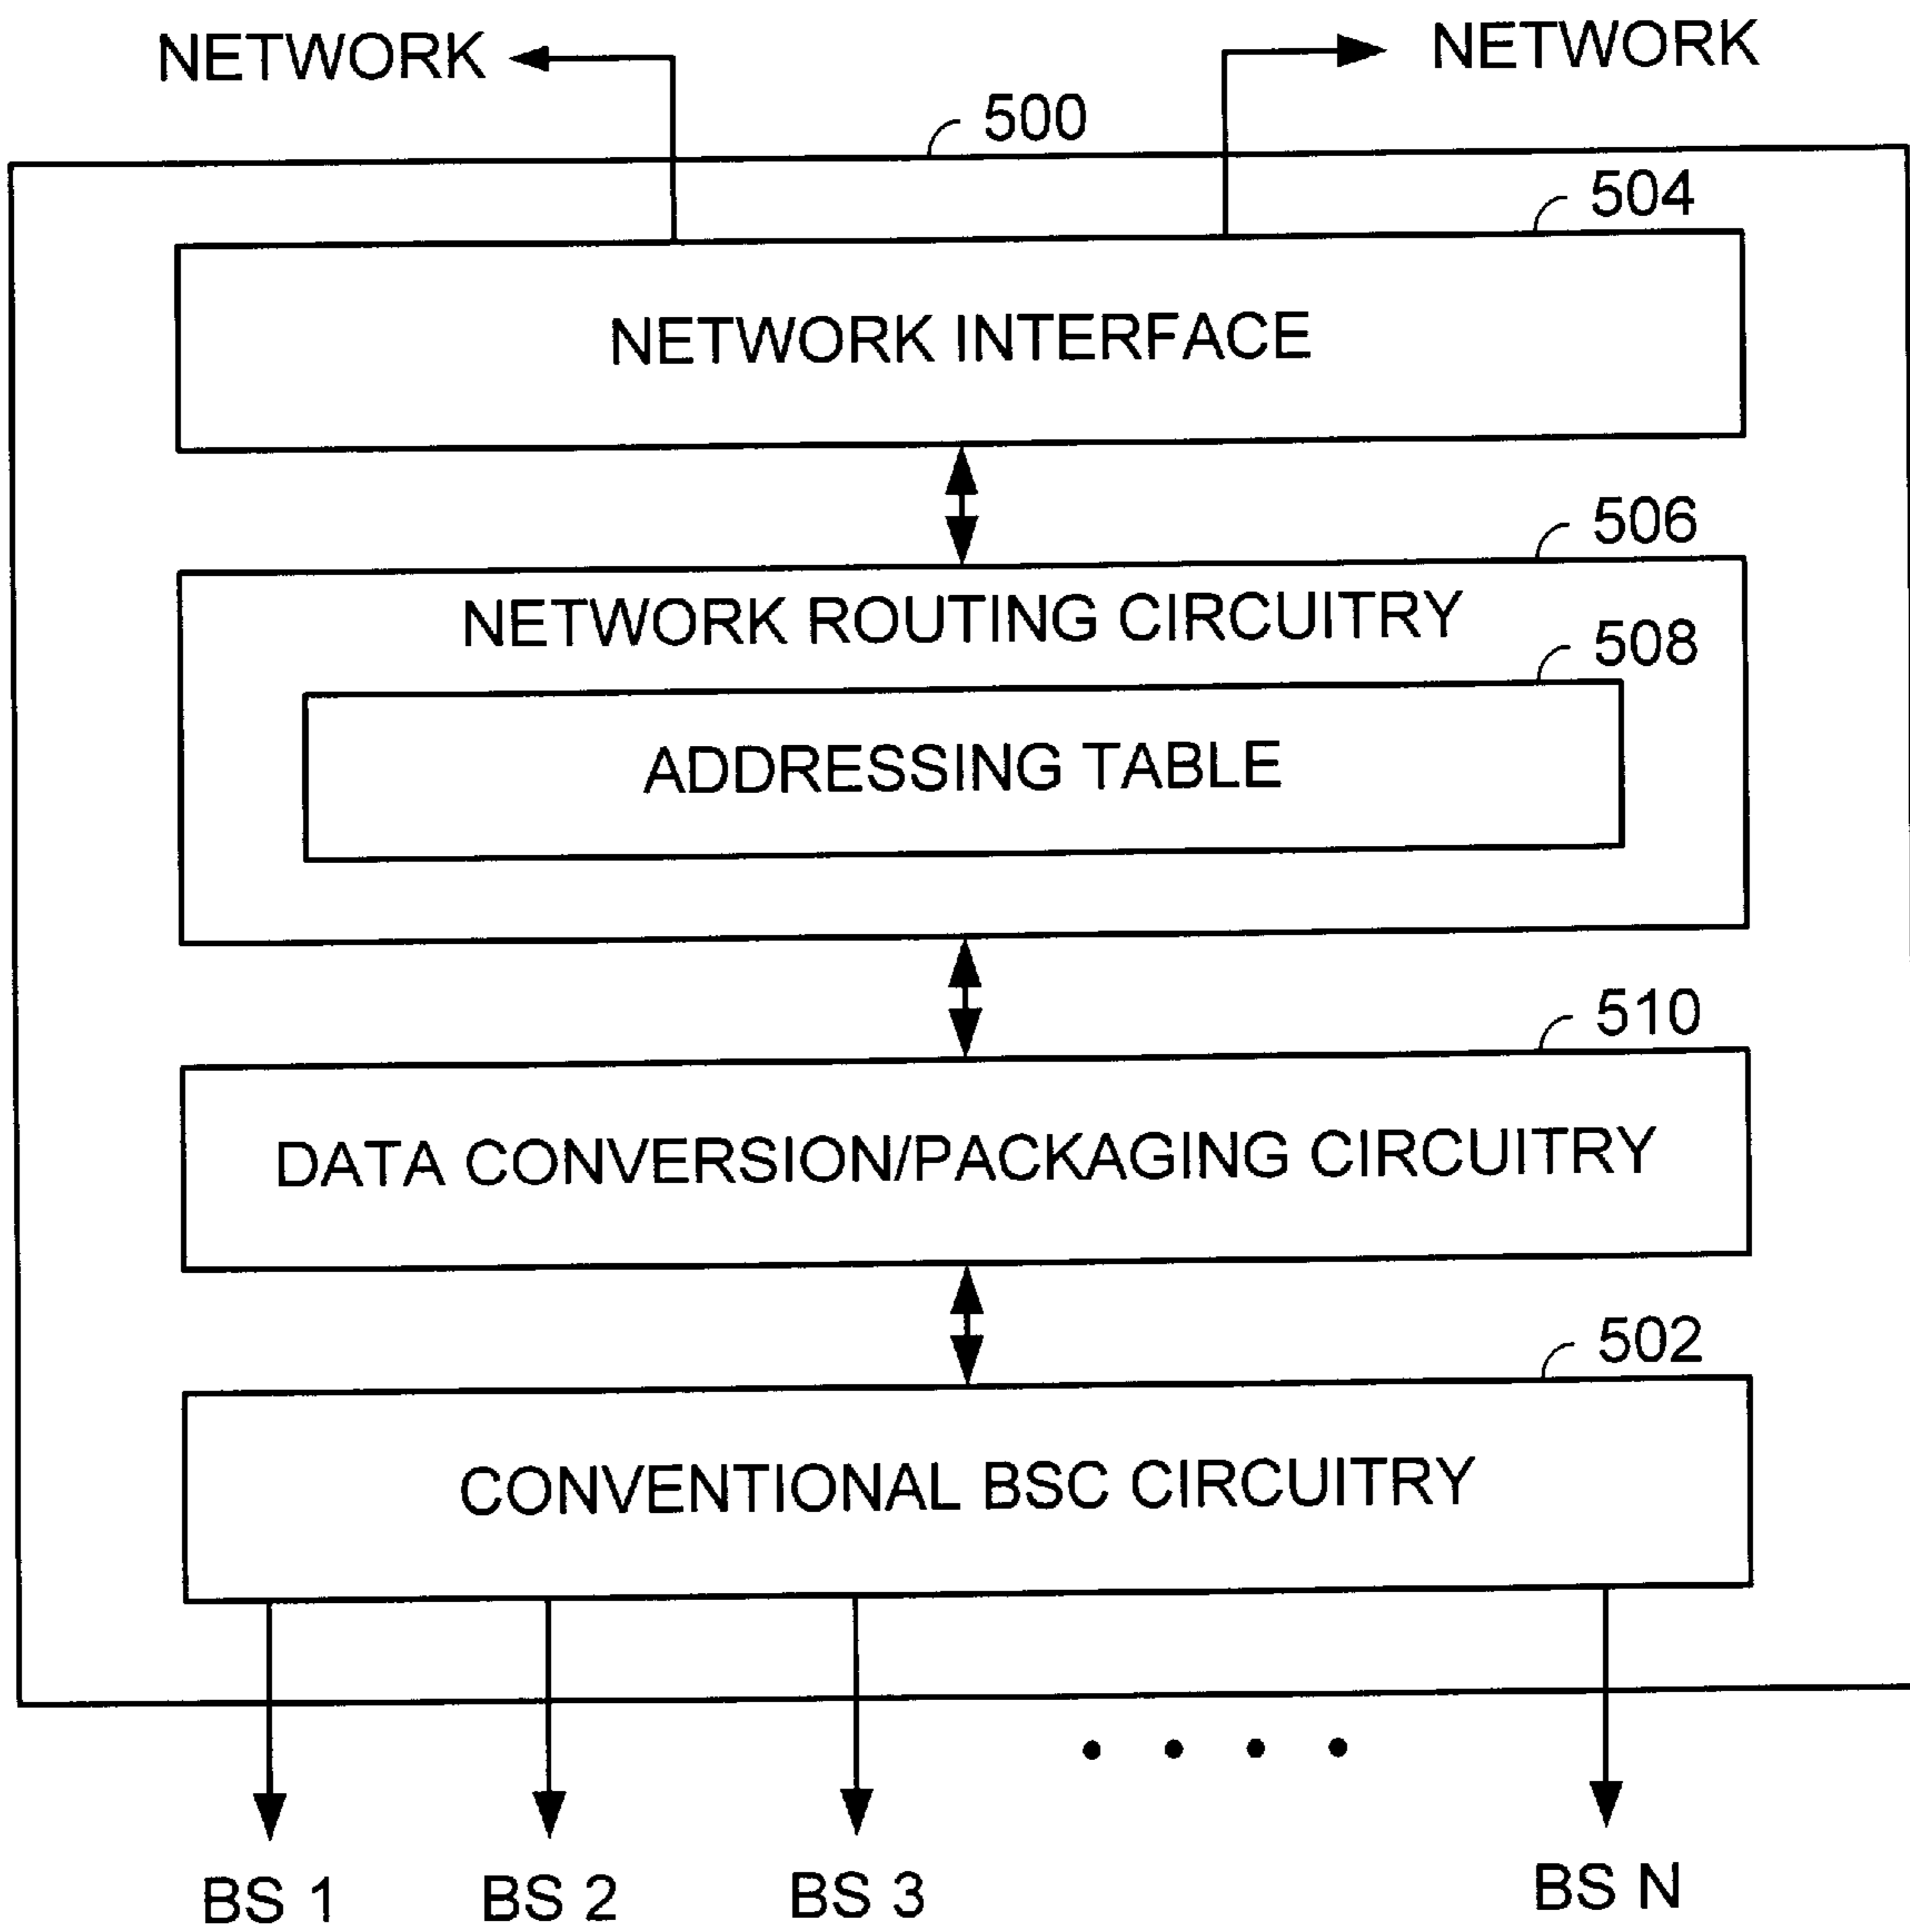 NETWORK
NETWORK
500
504
NETWORK INTERFACE
506
NETWORK ROUTING CIRCUITRY
508
ADDRESSING TABLE
510
DATA CONVERSION/PACKAGING CIRCUITRY
502
CONVENTIONAL BSC CIRCUITRY
BS 1
BS 2
BS 3
BS N